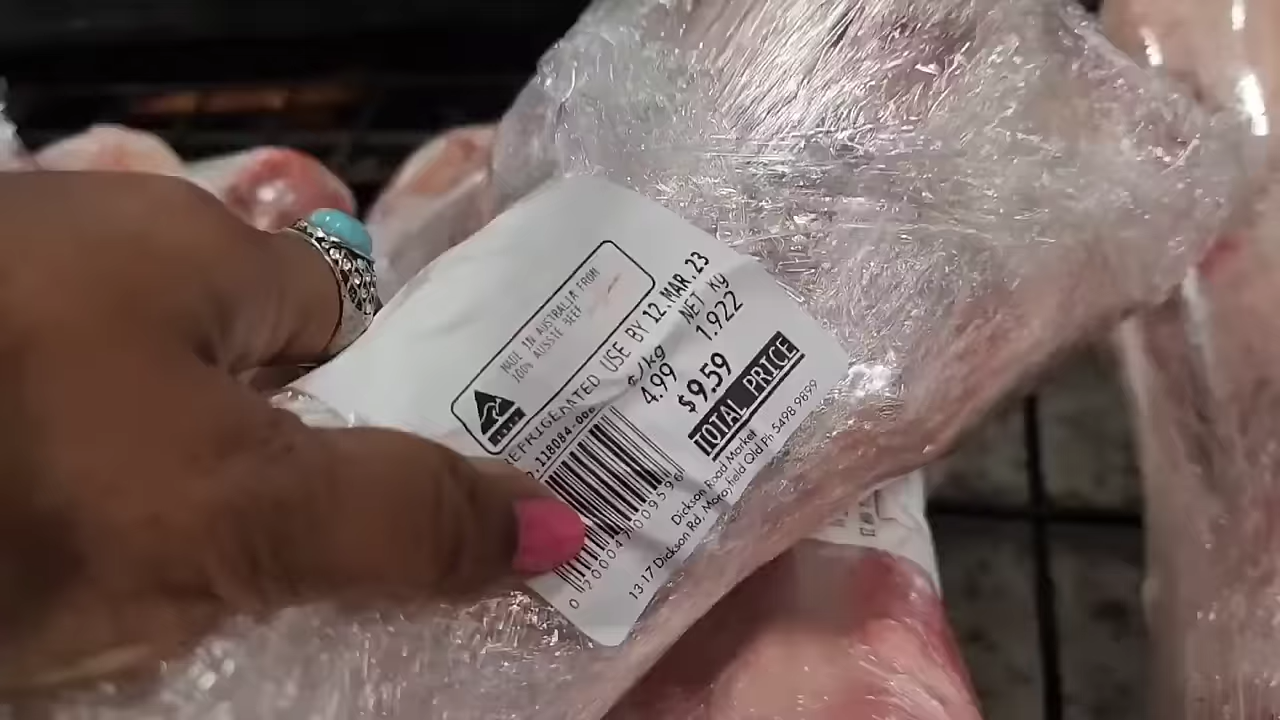 MADE IN AUSTRALIA FROM
100% AUSSIE BEEF
REFRIGERATED USE BY 12.MAR.23
$/kg NET kg
4.99 1.922
$9.59
TOTAL PRICE
Dickson Road Market
13-17 Dickson Rd, Morayfield Qld Ph 5498 9899